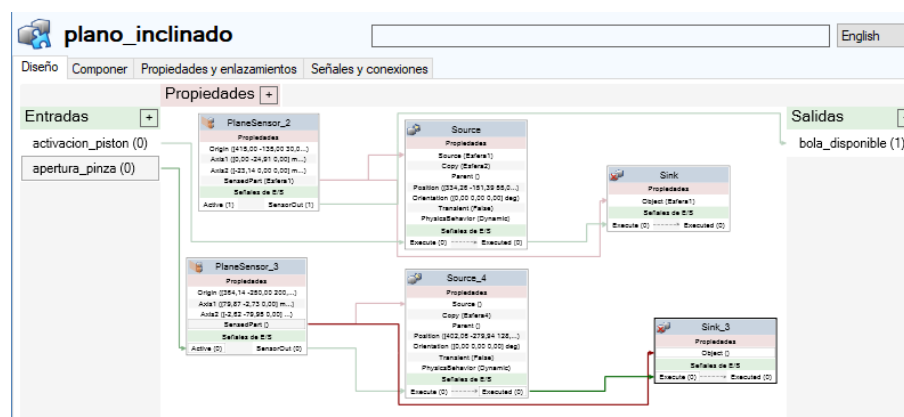 plano_inclinado
English
Diseño
Componer
Propiedades y enlazamientos
Señales y conexiones
Propiedades +
Entradas +
activacion_piston (0)
apertura_pinza (0)
PlaneSensor_2
Propiedades
Origin ([415,00 -135,00 30,0...
Axis1 ([0,00 -24,91 0,00] m...)
Axis2 ([-23,14 0,00 0,00] m...)
SensedPart (Esfera1)
Señales de E/S
Active (1) SensorOut (1)
Source
Propiedades
Source (Esfera1)
Copy (Esfera2)
Parent ()
Position ([334,26 -151,39 55,0...
Orientation ([0,00 0,00 0,00] deg)
Transient (False)
PhysicsBehavior (Dynamic)
Señales de E/S
Execute (0) Executed (0)
Sink
Propiedades
Object (Esfera1)
Señales de E/S
Execute (0) Executed (0)
Salidas
bola_disponible (1)
PlaneSensor_3
Propiedades
Origin ([354,14 -250,00 200,...)
Axis1 ([79,87 -2,73 0,00] m...)
Axis2 ([-2,62 -79,95 0,00] ...)
SensedPart ()
Señales de E/S
Active (0) SensorOut (0)
Source_4
Propiedades
Source ()
Copy (Esfera4)
Parent ()
Position ([402,05 -279,94 128,...)
Orientation ([0,00 0,00 0,00] deg)
Transient (False)
PhysicsBehavior (Dynamic)
Señales de E/S
Execute (0) Executed (0)
Sink_3
Propiedades
Object ()
Señales de E/S
Execute (0) Executed (0)